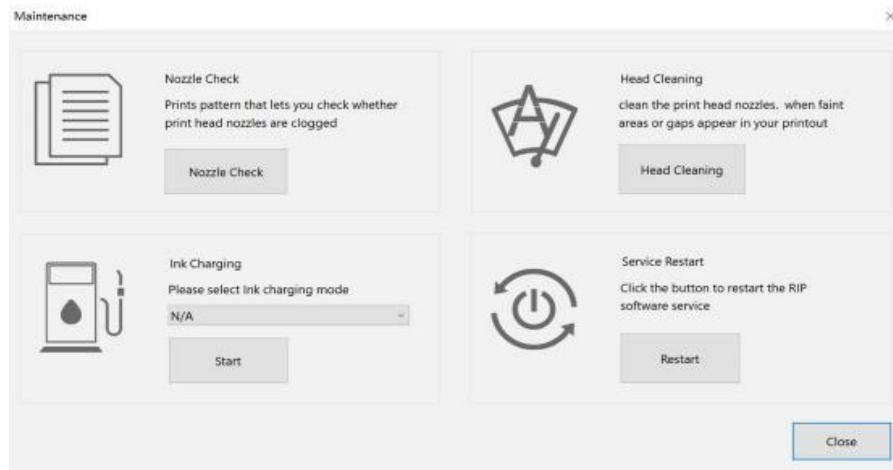 Maintenance
Nozzle Check
Prints pattern that lets you check whether
print head nozzles are clogged
Nozzle Check
Head Cleaning
clean the print head nozzles. when faint
areas or gaps appear in your printout
Head Cleaning
Ink Charging
Please select Ink charging mode
N/A
Start
Service Restart
Click the button to restart the RIP
software service
Restart
Close